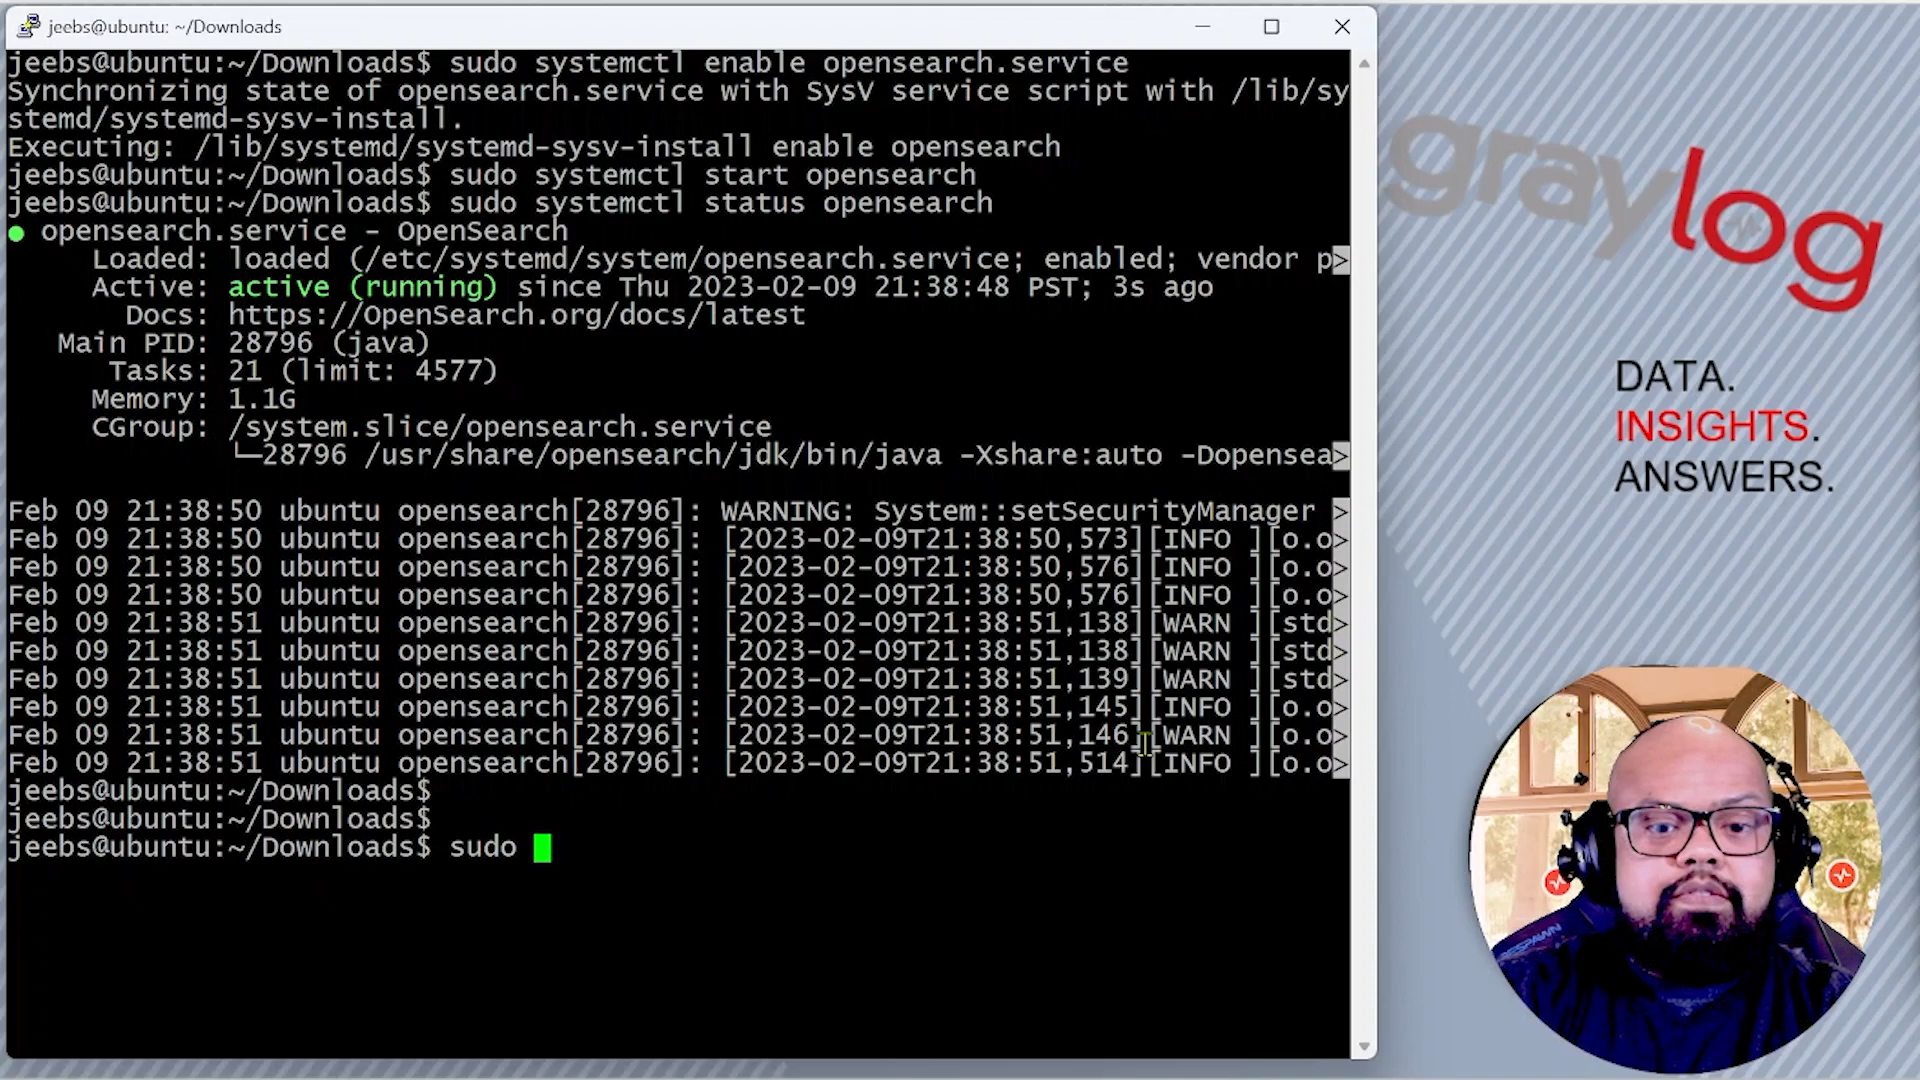 jeebs@ubuntu: ~/Downloads
jeebs@ubuntu:~/Downloads$ sudo systemctl enable opensearch.service
Synchronizing state of opensearch.service with SysV service script with /lib/sy
stemd/systemd-sysv-install.
Executing: /lib/systemd/systemd-sysv-install enable opensearch
jeebs@ubuntu:~/Downloads$ sudo systemctl start opensearch
jeebs@ubuntu:~/Downloads$ sudo systemctl status opensearch
● opensearch.service - OpenSearch
Loaded: loaded (/etc/systemd/system/opensearch.service; enabled; vendor p>
Active: active (running) since Thu 2023-02-09 21:38:48 PST; 3s ago
Docs: https://OpenSearch.org/docs/latest
Main PID: 28796 (java)
Tasks: 21 (limit: 4577)
Memory: 1.1G
CGroup: /system.slice/opensearch.service
└─28796 /usr/share/opensearch/jdk/bin/java -Xshare:auto -Dopensea>
Feb 09 21:38:50 ubuntu opensearch[28796]: WARNING: System::setSecurityManager >
Feb 09 21:38:50 ubuntu opensearch[28796]: [2023-02-09T21:38:50,573][INFO ][o.o>
Feb 09 21:38:50 ubuntu opensearch[28796]: [2023-02-09T21:38:50,576][INFO ][o.o>
Feb 09 21:38:50 ubuntu opensearch[28796]: [2023-02-09T21:38:50,576][INFO ][o.o>
Feb 09 21:38:51 ubuntu opensearch[28796]: [2023-02-09T21:38:51,138][WARN ][std>
Feb 09 21:38:51 ubuntu opensearch[28796]: [2023-02-09T21:38:51,138][WARN ][std>
Feb 09 21:38:51 ubuntu opensearch[28796]: [2023-02-09T21:38:51,139][WARN ][std>
Feb 09 21:38:51 ubuntu opensearch[28796]: [2023-02-09T21:38:51,145][INFO ][o.o>
Feb 09 21:38:51 ubuntu opensearch[28796]: [2023-02-09T21:38:51,146][WARN ][o.o>
Feb 09 21:38:51 ubuntu opensearch[28796]: [2023-02-09T21:38:51,514][INFO ][o.o>
jeebs@ubuntu:~/Downloads$
jeebs@ubuntu:~/Downloads$
jeebs@ubuntu:~/Downloads$ sudo
graylog
DATA.
INSIGHTS.
ANSWERS.
RESPAWN